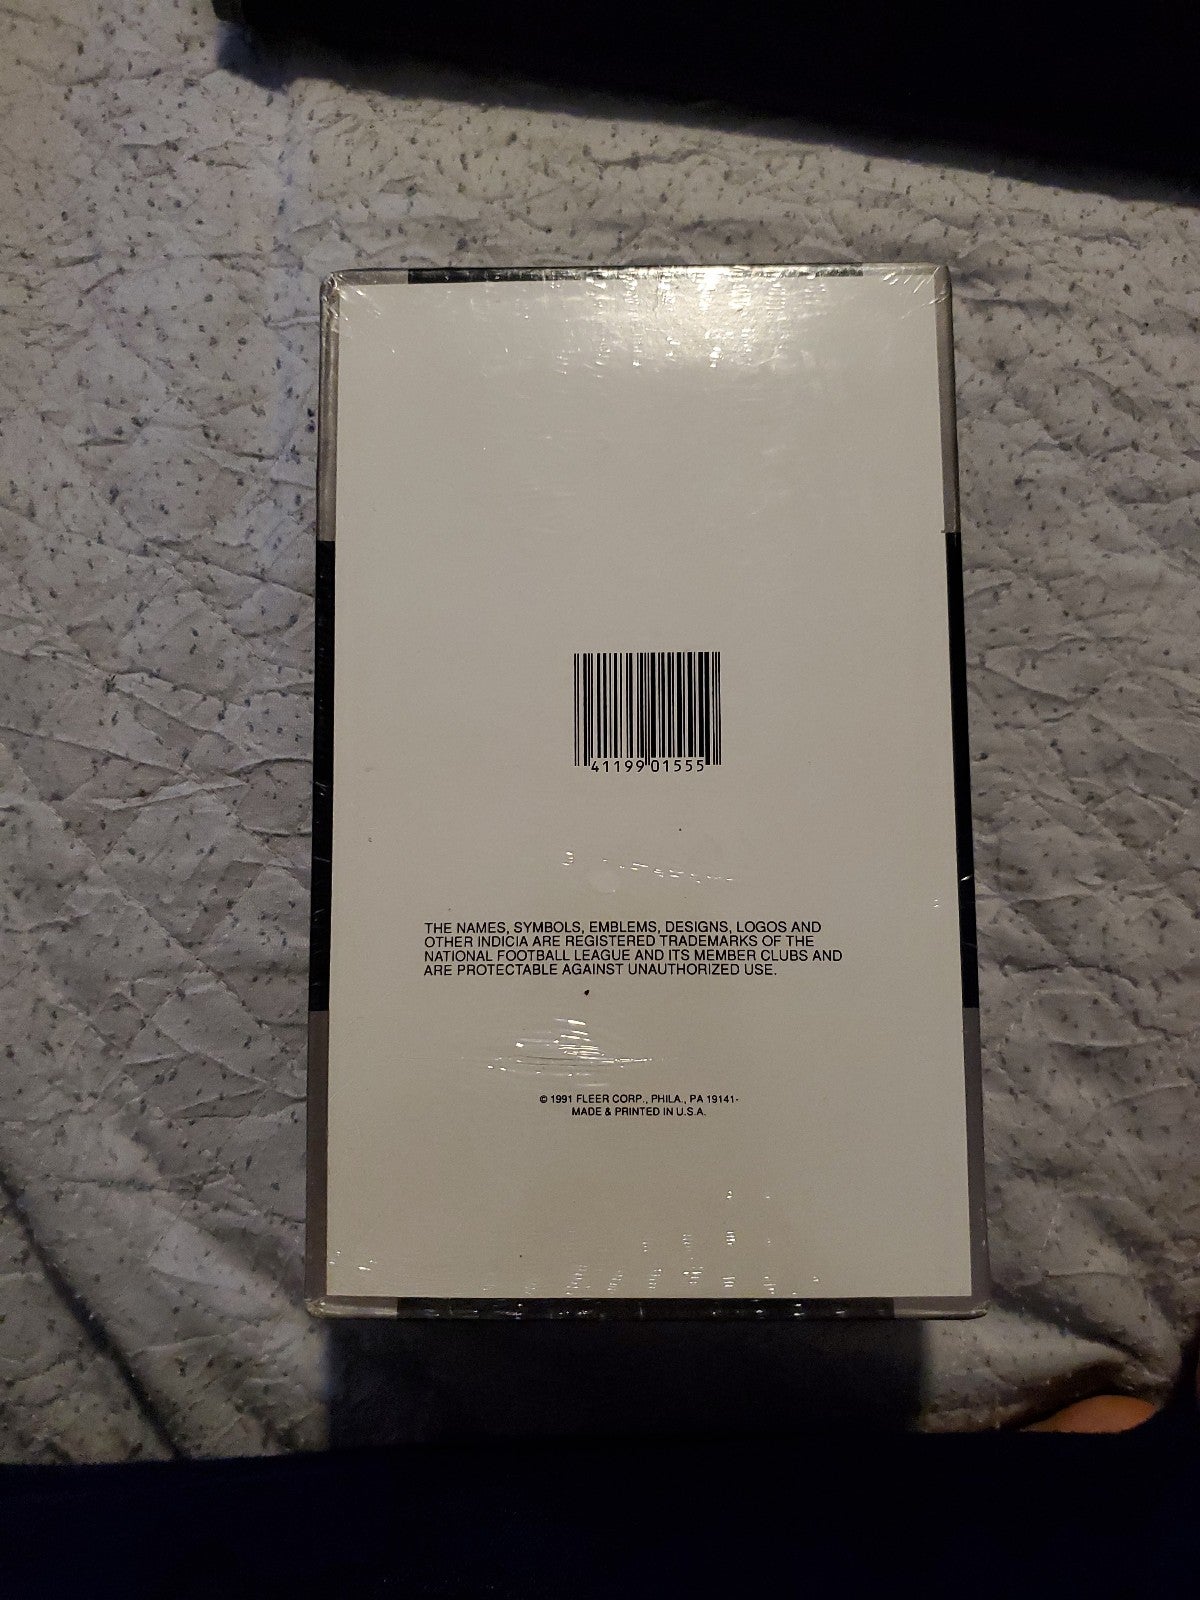 41199 01555
THE NAMES, SYMBOLS, EMBLEMS, DESIGNS, LOGOS AND
OTHER INDICIA ARE REGISTERED TRADEMARKS OF THE
NATIONAL FOOTBALL LEAGUE AND ITS MEMBER CLUBS AND
ARE PROTECTABLE AGAINST UNAUTHORIZED USE.
© 1991 FLEER CORP., PHILA., PA 19141-
MADE & PRINTED IN U.S.A.